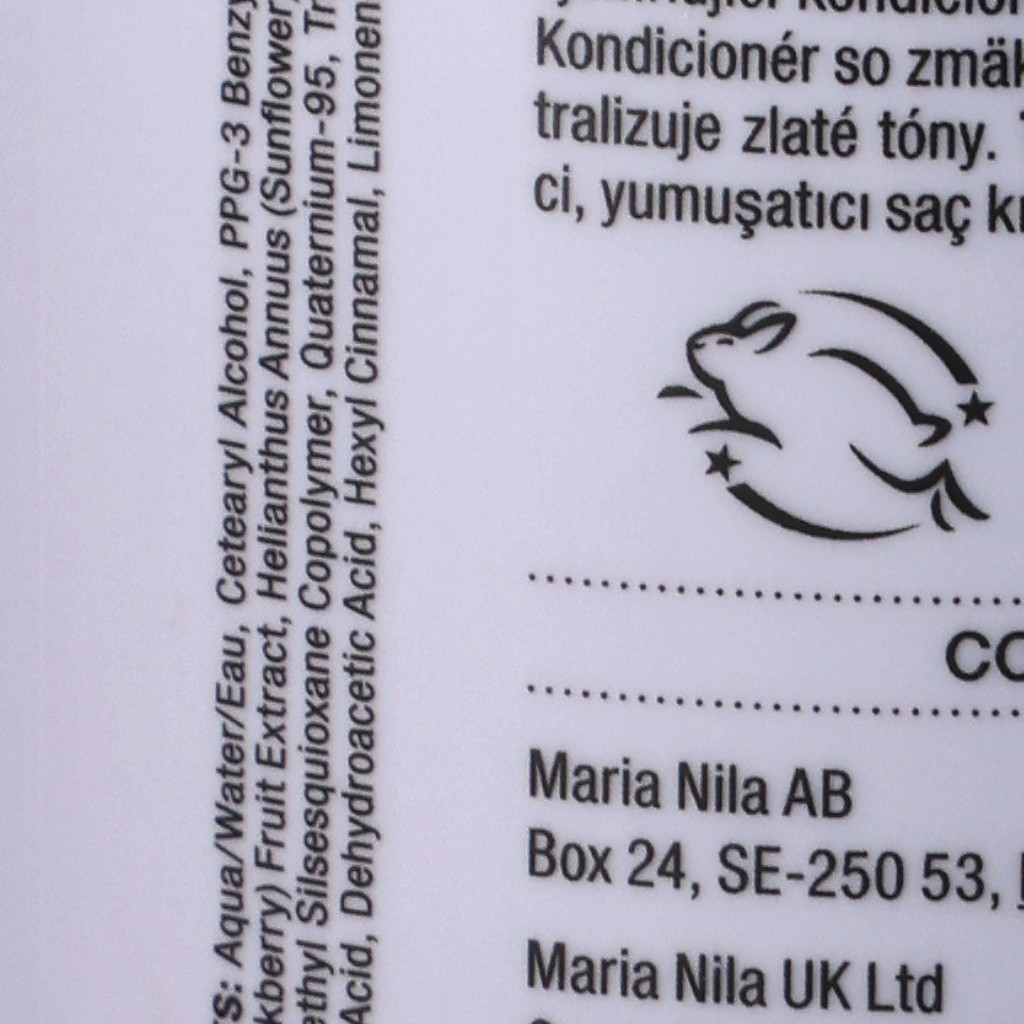 Kondicionér so zmäk
tralizuje zlaté tóny.
ci, yumuşatıcı saç
CO
Maria Nila AB
Box 24, SE-250 53,
Maria Nila UK Ltd
TS: Aqua/Water/Eau, Cetearyl Alcohol, PPG-3 Benzy
kberry) Fruit Extract, Helianthus Annuus (Sunflower)
ethyl Silsesquioxane Copolymer, Quaternium-95, Tr
Acid, Dehydroacetic Acid, Hexyl Cinnamal, Limonen